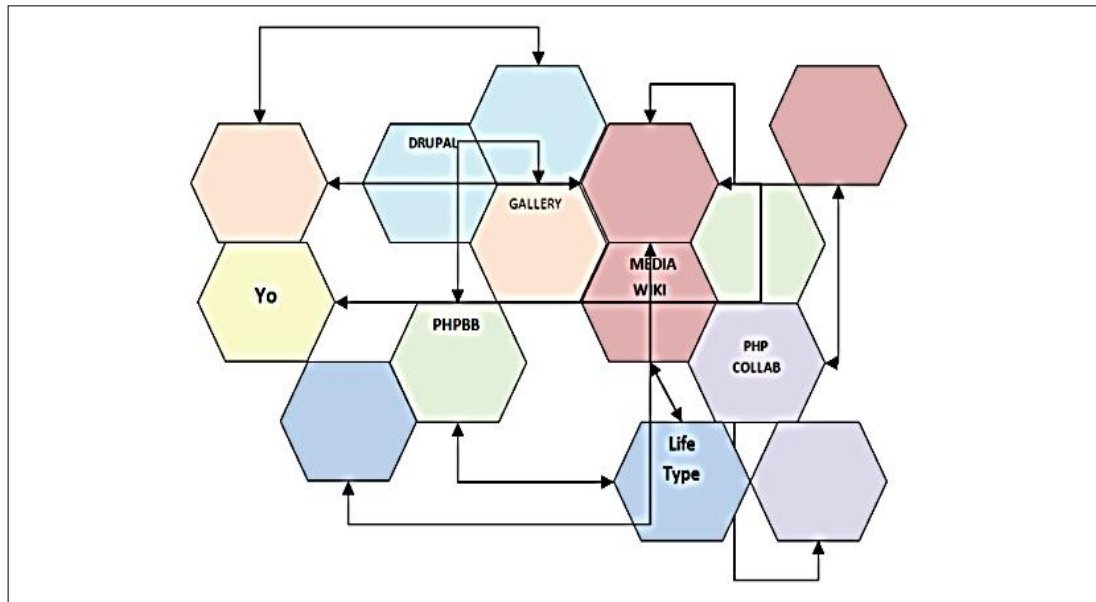 DRUPAL
GALLERY
MEDIA
WIKI
Yo
PHPBB
PHP
COLLAB
Life
Type